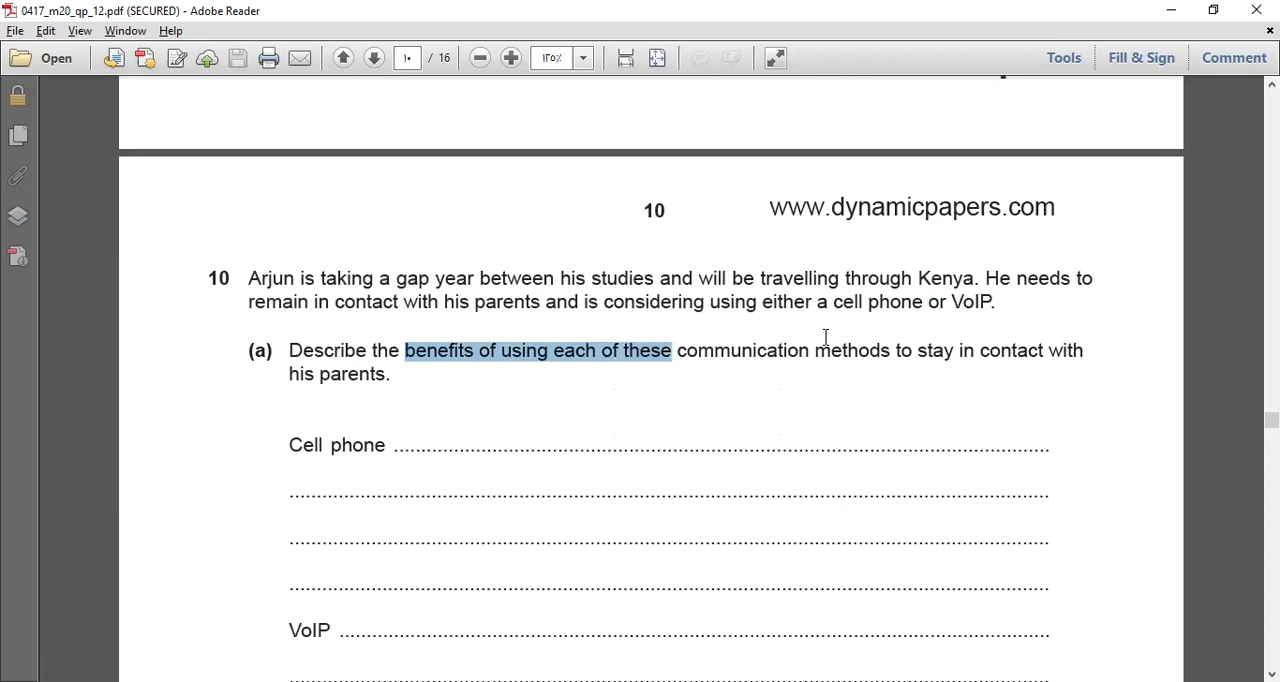 0417_m20_qp_12.pdf (SECURED) - Adobe Reader
File Edit View Window Help
Open ١٠ / 16 ١٣٥٪ Tools Fill & Sign Comment
10 www.dynamicpapers.com
10 Arjun is taking a gap year between his studies and will be travelling through Kenya. He needs to
remain in contact with his parents and is considering using either a cell phone or VoIP.
(a) Describe the benefits of using each of these communication methods to stay in contact with
his parents.
Cell phone ................................................................
................................................................
................................................................
................................................................
VoIP ................................................................
................................................................